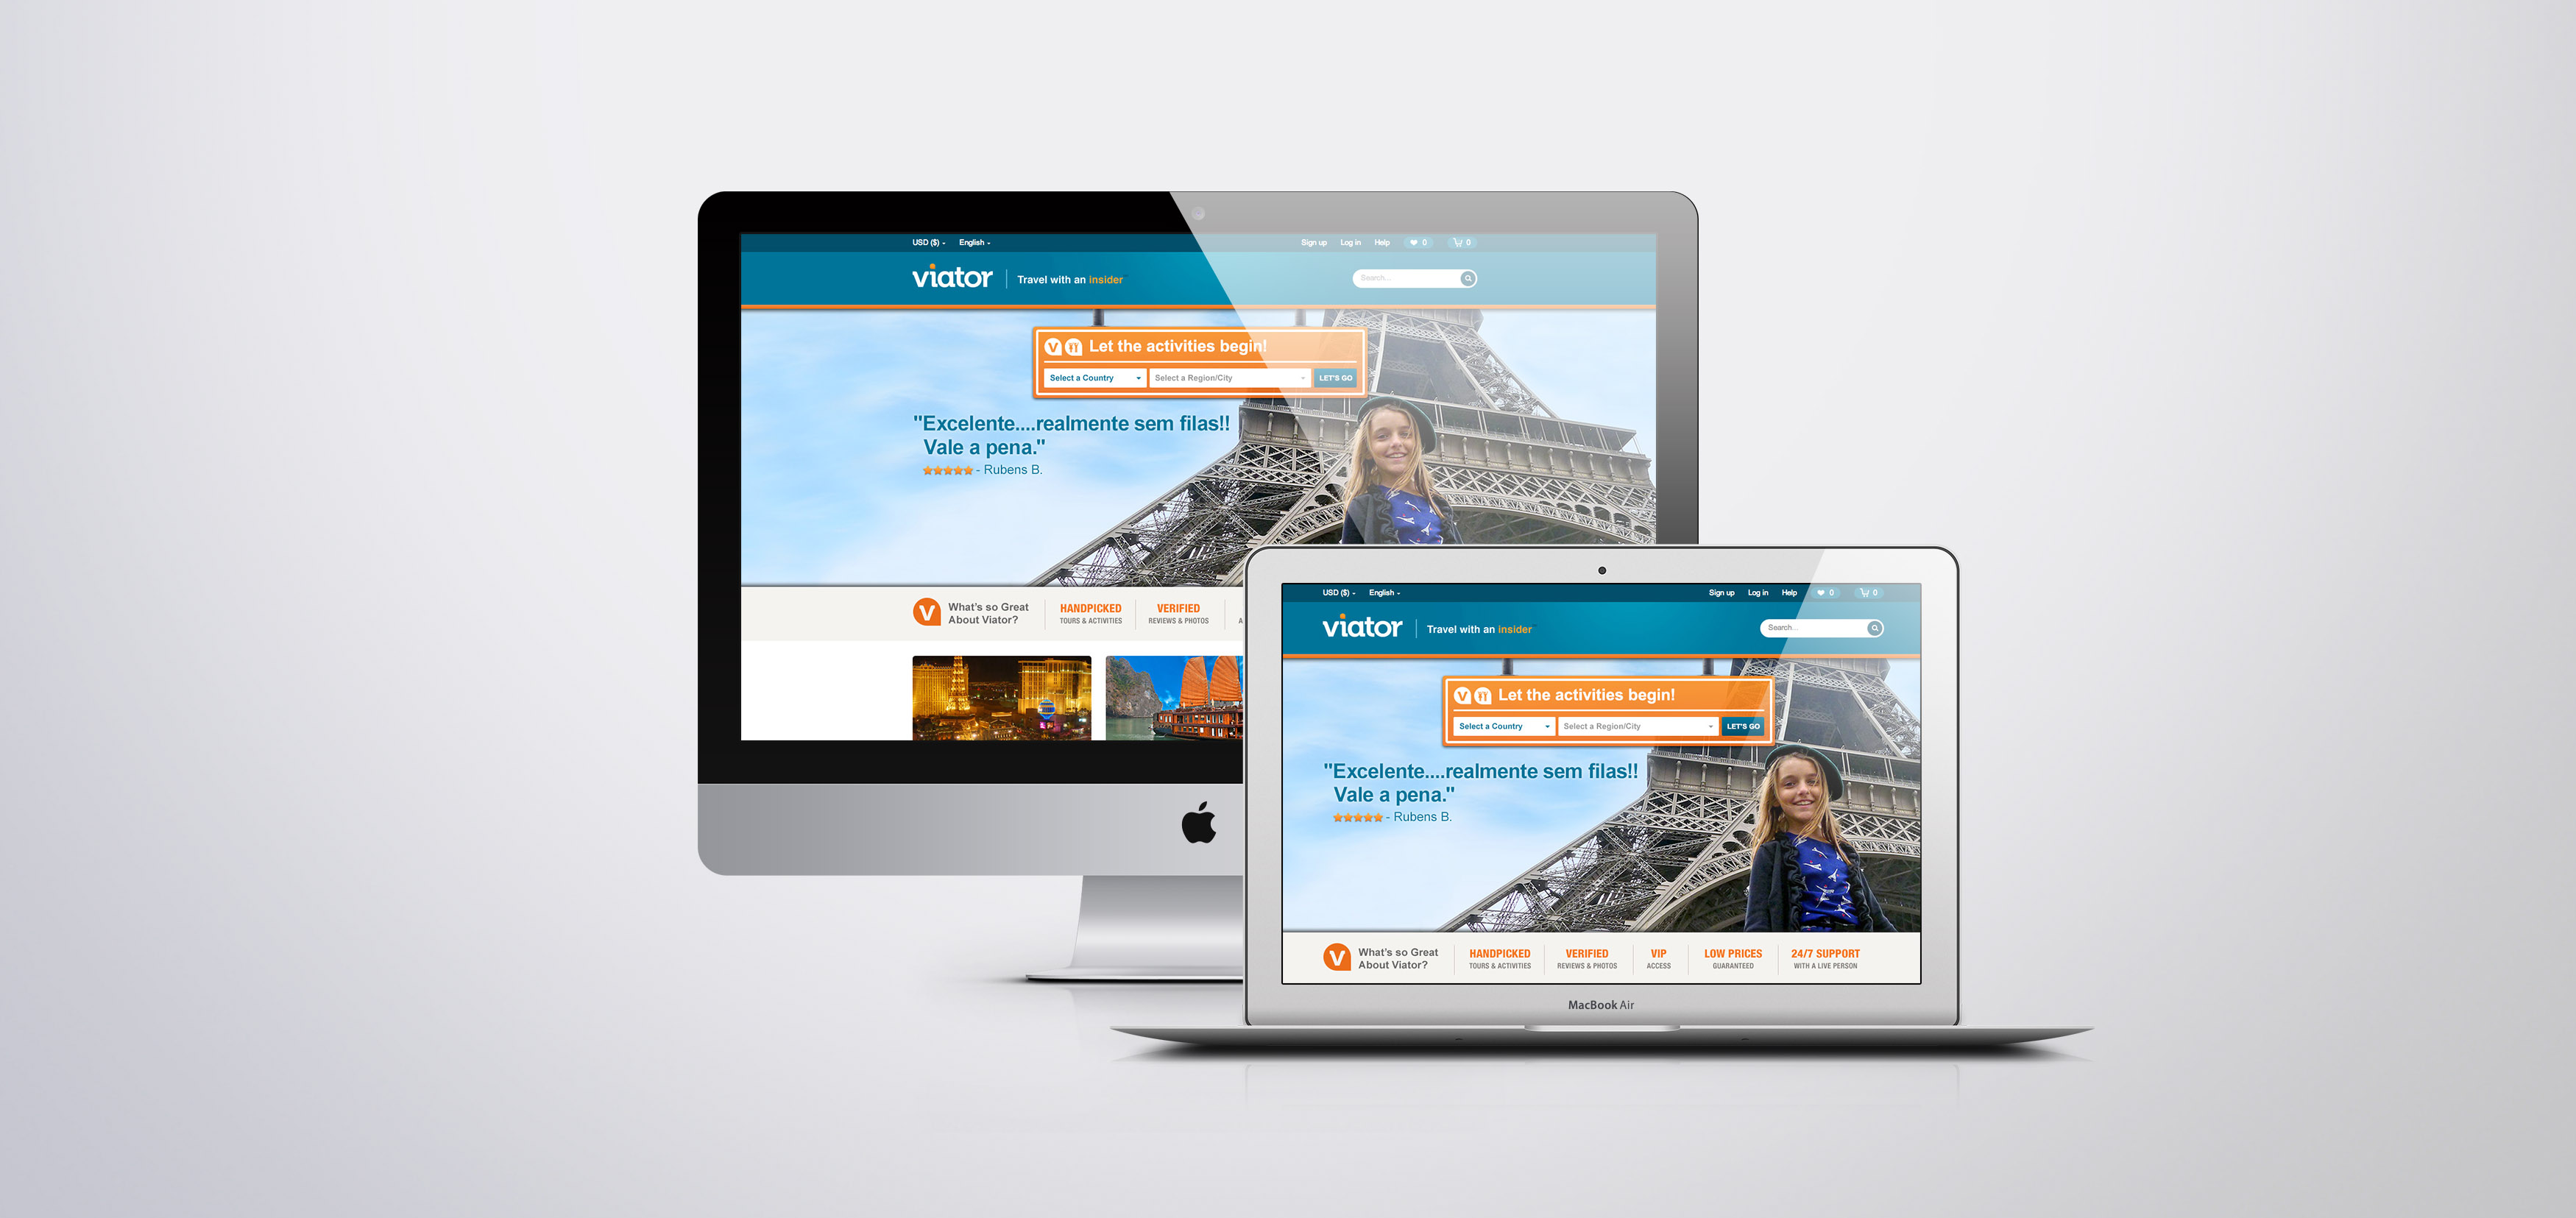 USD ($)
English
Sign up
Log in
Help
0
0
viator
Travel with an insider
Search...
Let the activities begin!
Select a Country
Select a Region/City
LET'S GO
"Excelente....realmente sem filas!!
Vale a pena."
- Rubens B.
V
What's so Great
About Viator?
HANDPICKED
TOURS & ACTIVITIES
VERIFIED
REVIEWS & PHOTOS
A
USD ($)
English
Sign up
Log in
Help
0
0
viator
Travel with an insider
Search...
Let the activities begin!
Select a Country
Select a Region/City
LET'S GO
"Excelente....realmente sem filas!!
Vale a pena."
- Rubens B.
V
What's so Great
About Viator?
HANDPICKED
TOURS & ACTIVITIES
VERIFIED
REVIEWS & PHOTOS
VIP
ACCESS
LOW PRICES
GUARANTEED
24/7 SUPPORT
WITH A LIVE PERSON
MacBook Air